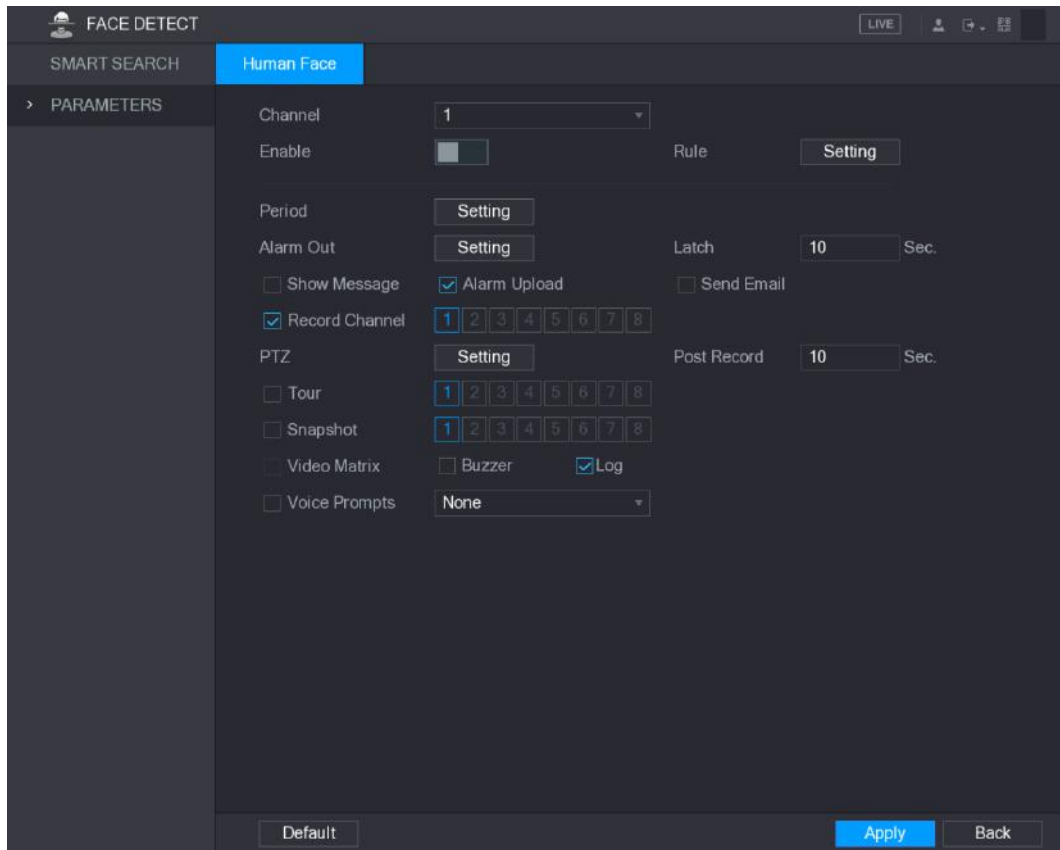 FACE DETECT LIVE
SMART SEARCH Human Face
PARAMETERS
Channel 1
Enable Rule Setting
Period Setting
Alarm Out Setting Latch 10 Sec.
Show Message Alarm Upload Send Email
Record Channel 1 2 3 4 5 6 7 8
PTZ Setting Post Record 10 Sec.
Tour 1 2 3 4 5 6 7 8
Snapshot 1 2 3 4 5 6 7 8
Video Matrix Buzzer Log
Voice Prompts None
Default Apply Back